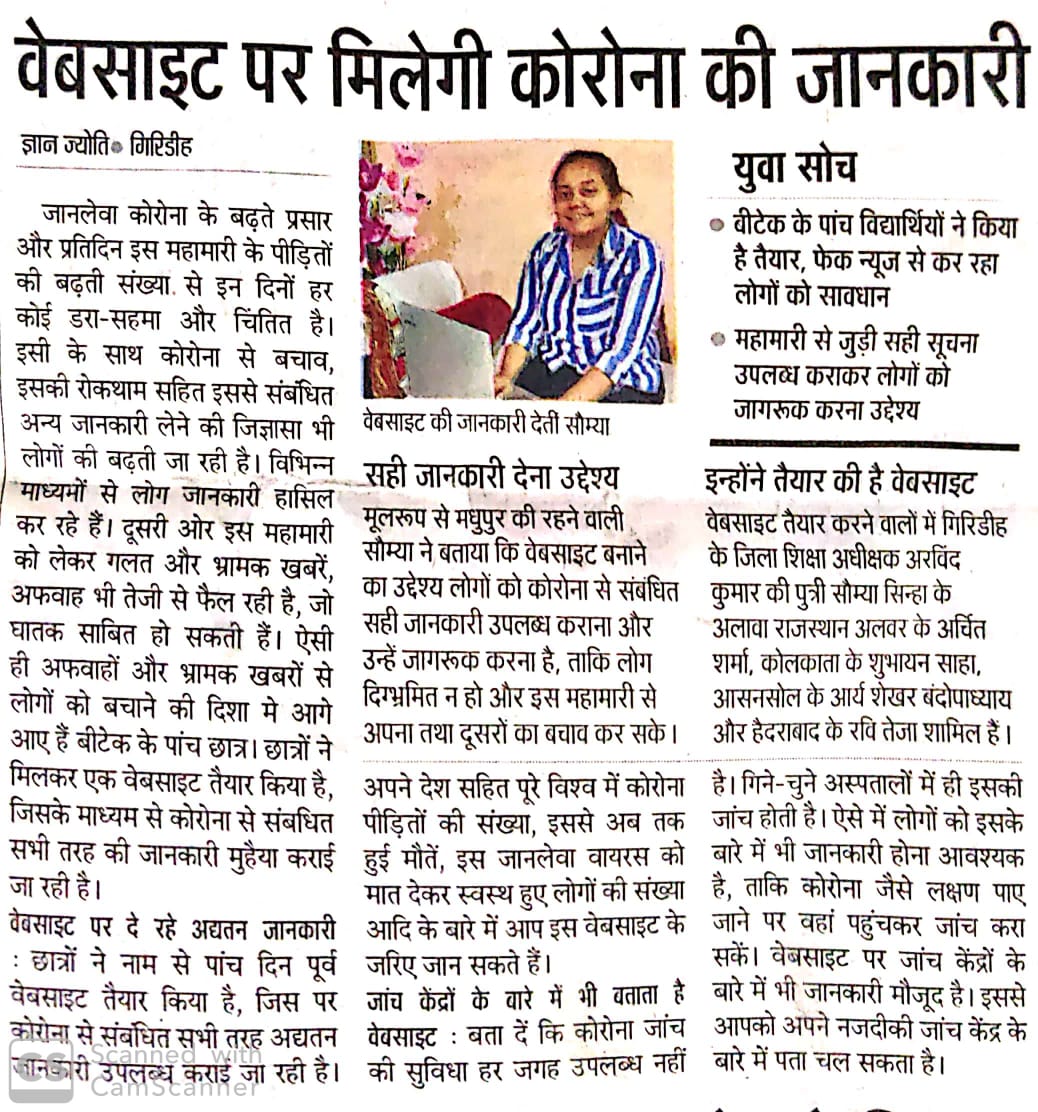 वेबसाइट पर मिलेगी कोरोना की जानकारी
ज्ञान ज्योति● गिरिडीह
जानलेवा कोरोना के बढ़ते प्रसार
और प्रतिदिन इस महामारी के पीड़ितों
की बढ़ती संख्या से इन दिनों हर
कोई डरा-सहमा और चिंतित है।
इसी के साथ कोरोना से बचाव,
इसकी रोकथाम सहित इससे संबंधित
अन्य जानकारी लेने की जिज्ञासा भी
लोगों की बढ़ती जा रही है। विभिन्न
माध्यमों से लोग जानकारी हासिल
कर रहे हैं। दूसरी ओर इस महामारी
को लेकर गलत और भ्रामक खबरें,
अफवाह भी तेजी से फैल रही है, जो
घातक साबित हो सकती हैं। ऐसी
ही अफवाहों और भ्रामक खबरों से
लोगों को बचाने की दिशा मे आगे
आए हैं बीटेक के पांच छात्र। छात्रों ने
मिलकर एक वेबसाइट तैयार किया है,
जिसके माध्यम से कोरोना से संबधित
सभी तरह की जानकारी मुहैया कराई
जा रही है।
वेबसाइट पर दे रहे अद्यतन जानकारी
: छात्रों ने नाम से पांच दिन पूर्व
वेबसाइट तैयार किया है, जिस पर
कोरोना से संबंधित सभी तरह अद्यतन
जानकारी उपलब्ध कराई जा रही है।
वेबसाइट की जानकारी देतीं सौम्या
सही जानकारी देना उद्देश्य
मूलरूप से मधुपुर की रहने वाली
सौम्या ने बताया कि वेबसाइट बनाने
का उद्देश्य लोगों को कोरोना से संबंधित
सही जानकारी उपलब्ध कराना और
उन्हें जागरूक करना है, ताकि लोग
दिग्भ्रमित न हो और इस महामारी से
अपना तथा दूसरों का बचाव कर सके।
युवा सोच
● बीटेक के पांच विद्यार्थियों ने किया
है तैयार, फेक न्यूज से कर रहा
लोगों को सावधान
● महामारी से जुड़ी सही सूचना
उपलब्ध कराकर लोगों को
जागरूक करना उद्देश्य
इन्होंने तैयार की है वेबसाइट
वेबसाइट तैयार करने वालों में गिरिडीह
के जिला शिक्षा अधीक्षक अरविंद
कुमार की पुत्री सौम्या सिन्हा के
अलावा राजस्थान अलवर के अर्चित
शर्मा, कोलकाता के शुभायन साहा,
आसनसोल के आर्य शेखर बंदोपाध्याय
और हैदराबाद के रवि तेजा शामिल हैं।
अपने देश सहित पूरे विश्व में कोरोना
पीड़ितों की संख्या, इससे अब तक
हुई मौतें, इस जानलेवा वायरस को
मात देकर स्वस्थ हुए लोगों की संख्या
आदि के बारे में आप इस वेबसाइट के
जरिए जान सकते हैं।
जांच केंद्रों के बारे में भी बताता है
वेबसाइट : बता दें कि कोरोना जांच
की सुविधा हर जगह उपलब्ध नहीं
है। गिने-चुने अस्पतालों में ही इसकी
जांच होती है। ऐसे में लोगों को इसके
बारे में भी जानकारी होना आवश्यक
है, ताकि कोरोना जैसे लक्षण पाए
जाने पर वहां पहुंचकर जांच करा
सकें। वेबसाइट पर जांच केंद्रों के
बारे में भी जानकारी मौजूद है। इससे
आपको अपने नजदीकी जांच केंद्र के
बारे में पता चल सकता है।
CS Scanned with
CamScanner